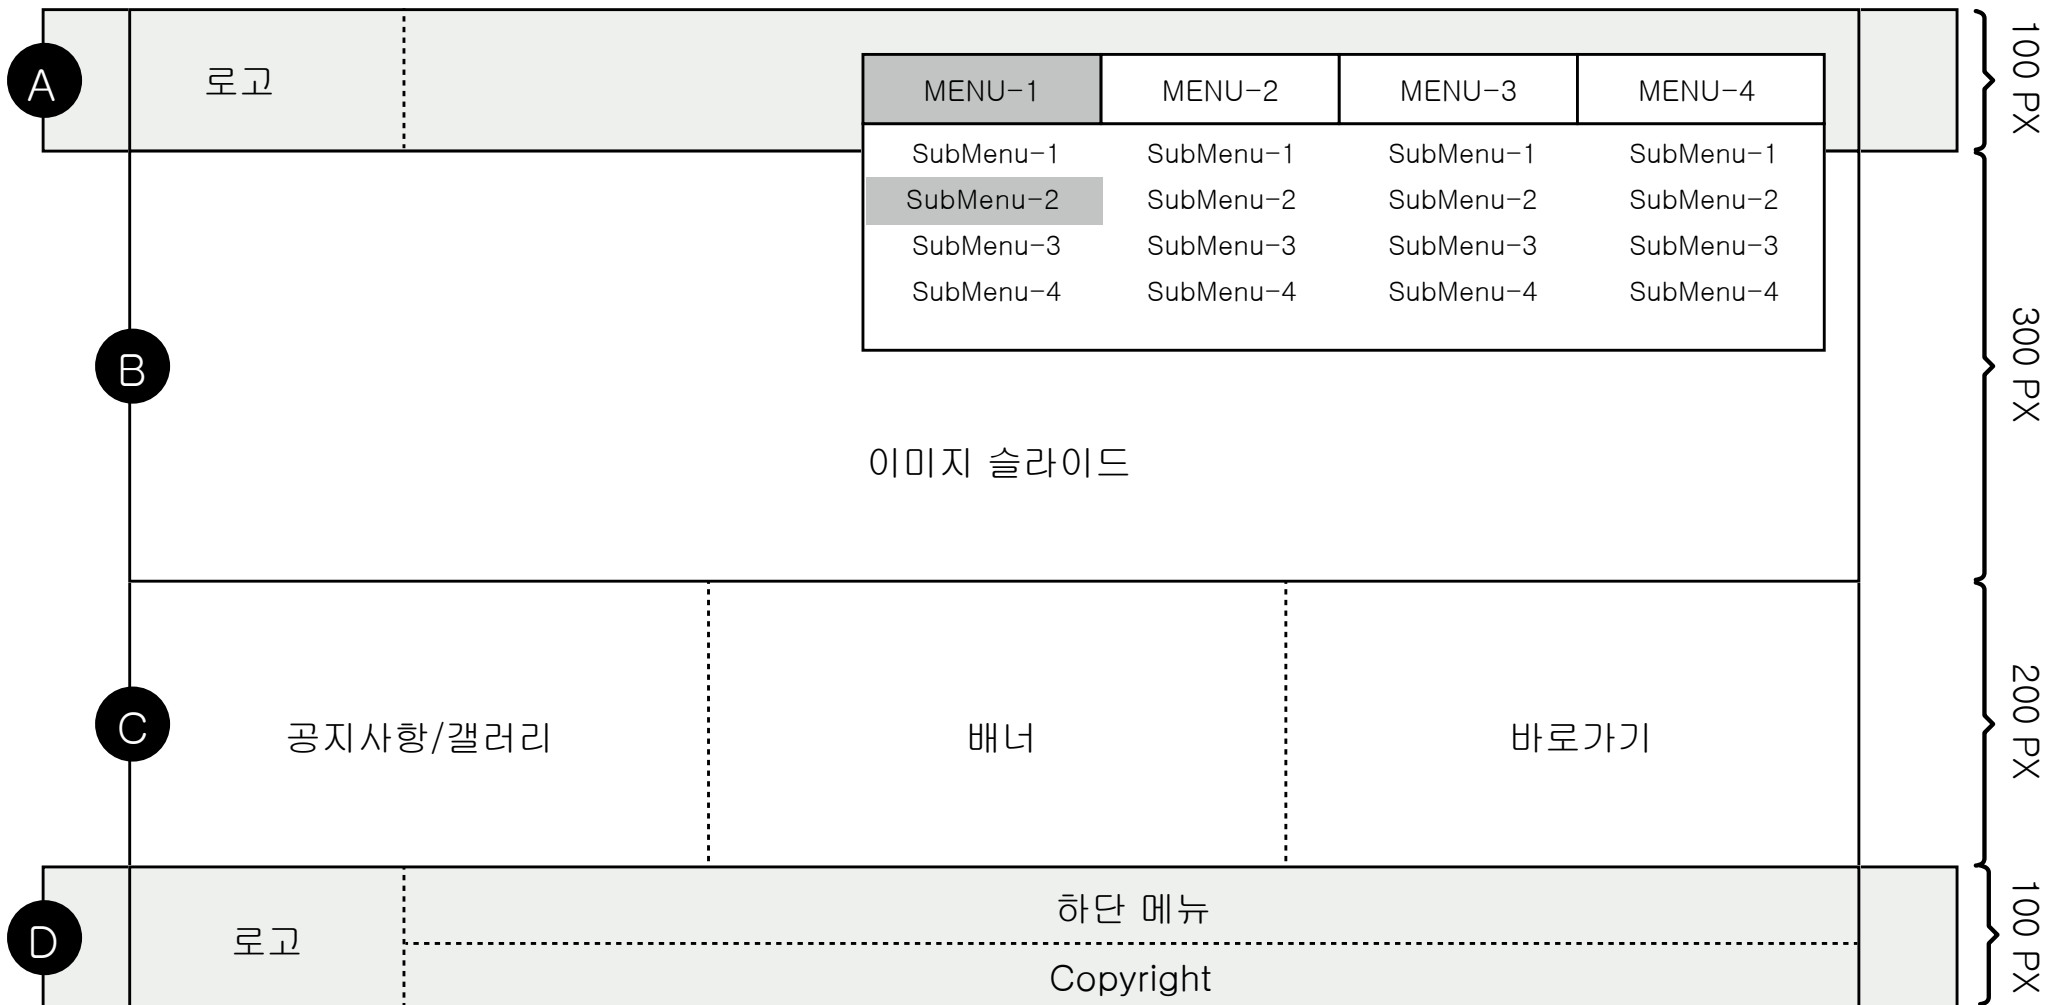 A
로고
MENU-1 MENU-2 MENU-3 MENU-4
100 PX
SubMenu-1 SubMenu-1 SubMenu-1 SubMenu-1
SubMenu-2 SubMenu-2 SubMenu-2 SubMenu-2
SubMenu-3 SubMenu-3 SubMenu-3 SubMenu-3
SubMenu-4 SubMenu-4 SubMenu-4 SubMenu-4
B
이미지 슬라이드
300 PX
C
공지사항/갤러리
배너
바로가기
200 PX
D
로고
하단 메뉴
Copyright
100 PX